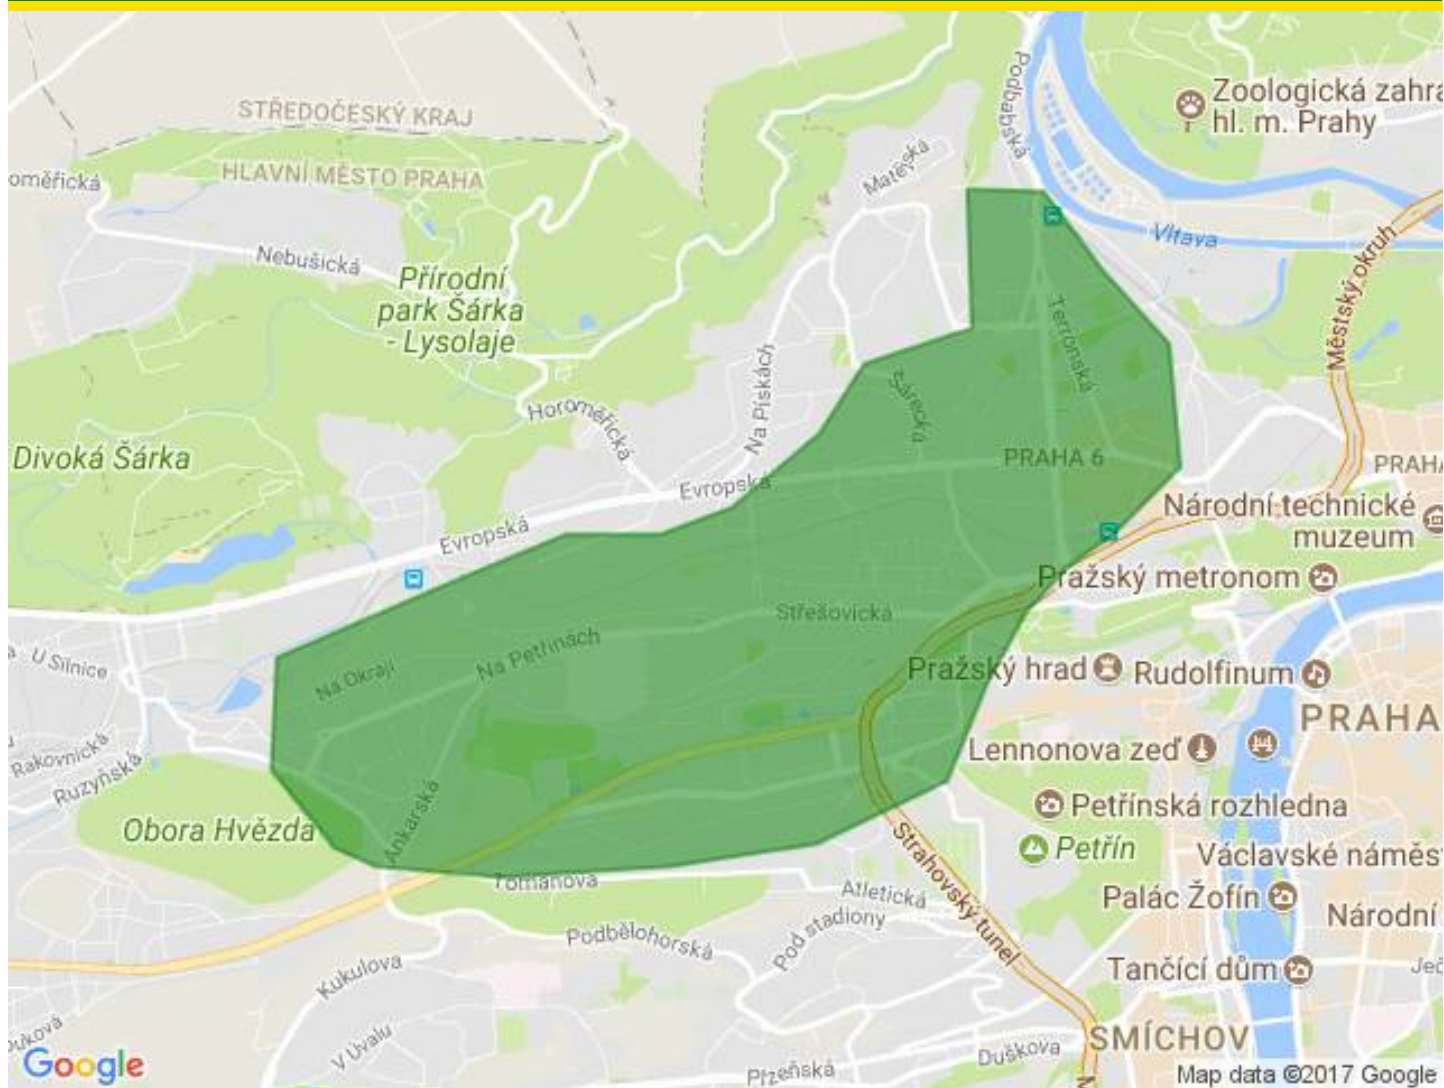 Podbabská
Zoologická zahra
hl. m. Prahy
STŘEDOČESKÝ KRAJ
HLAVNÍ MĚSTO PRAHA
oměřická
Matějská
Nebušická
Vltava
Městský okruh
Přírodní
park Šárka
- Lysolaje
Terronská
Na Pískách
Šárecká
Horoměřická
Divoká Šárka
PRAHA 6
PRAHA
Evropská
Evropská
Národní technické
muzeum
Pražský metronom
Střešovická
U Silnice
Na Okraji
Na Petřinách
Pražský hrad
Rudolfinum
PRAHA
Rakovnická
Ruzyňská
Lennonova zeď
Ankarská
Petřínská rozhledna
Obora Hvězda
Petřín
Václavské náměs
Strahovský tunel
Tomanova
Atletická
Palác Žofín
Národní
Pod stadiony
Podbělohorská
Kukulova
Tančící dům
Ječ
V Úvalu
SMÍCHOV
Duškova
Plzeňská
Google
Map data ©2017 Google